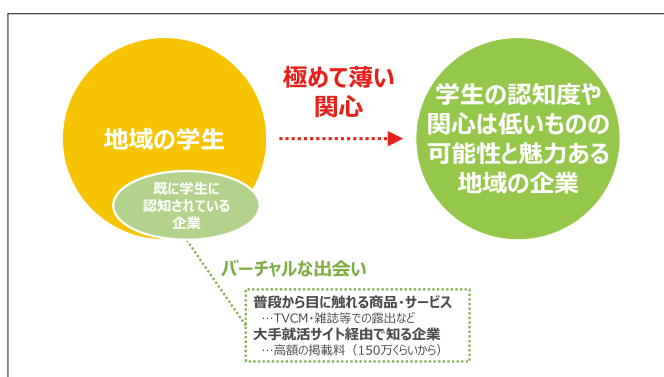 地域の学生
既に学生に
認知されている
企業
極めて薄い
関心
学生の認知度や
関心は低いものの
可能性と魅力ある
地域の企業
バーチャルな出会い
普段から目に触れる商品・サービス
…TVCM・雑誌等での露出など
大手就活サイト経由で知る企業
…高額の掲載料（150万くらいから）